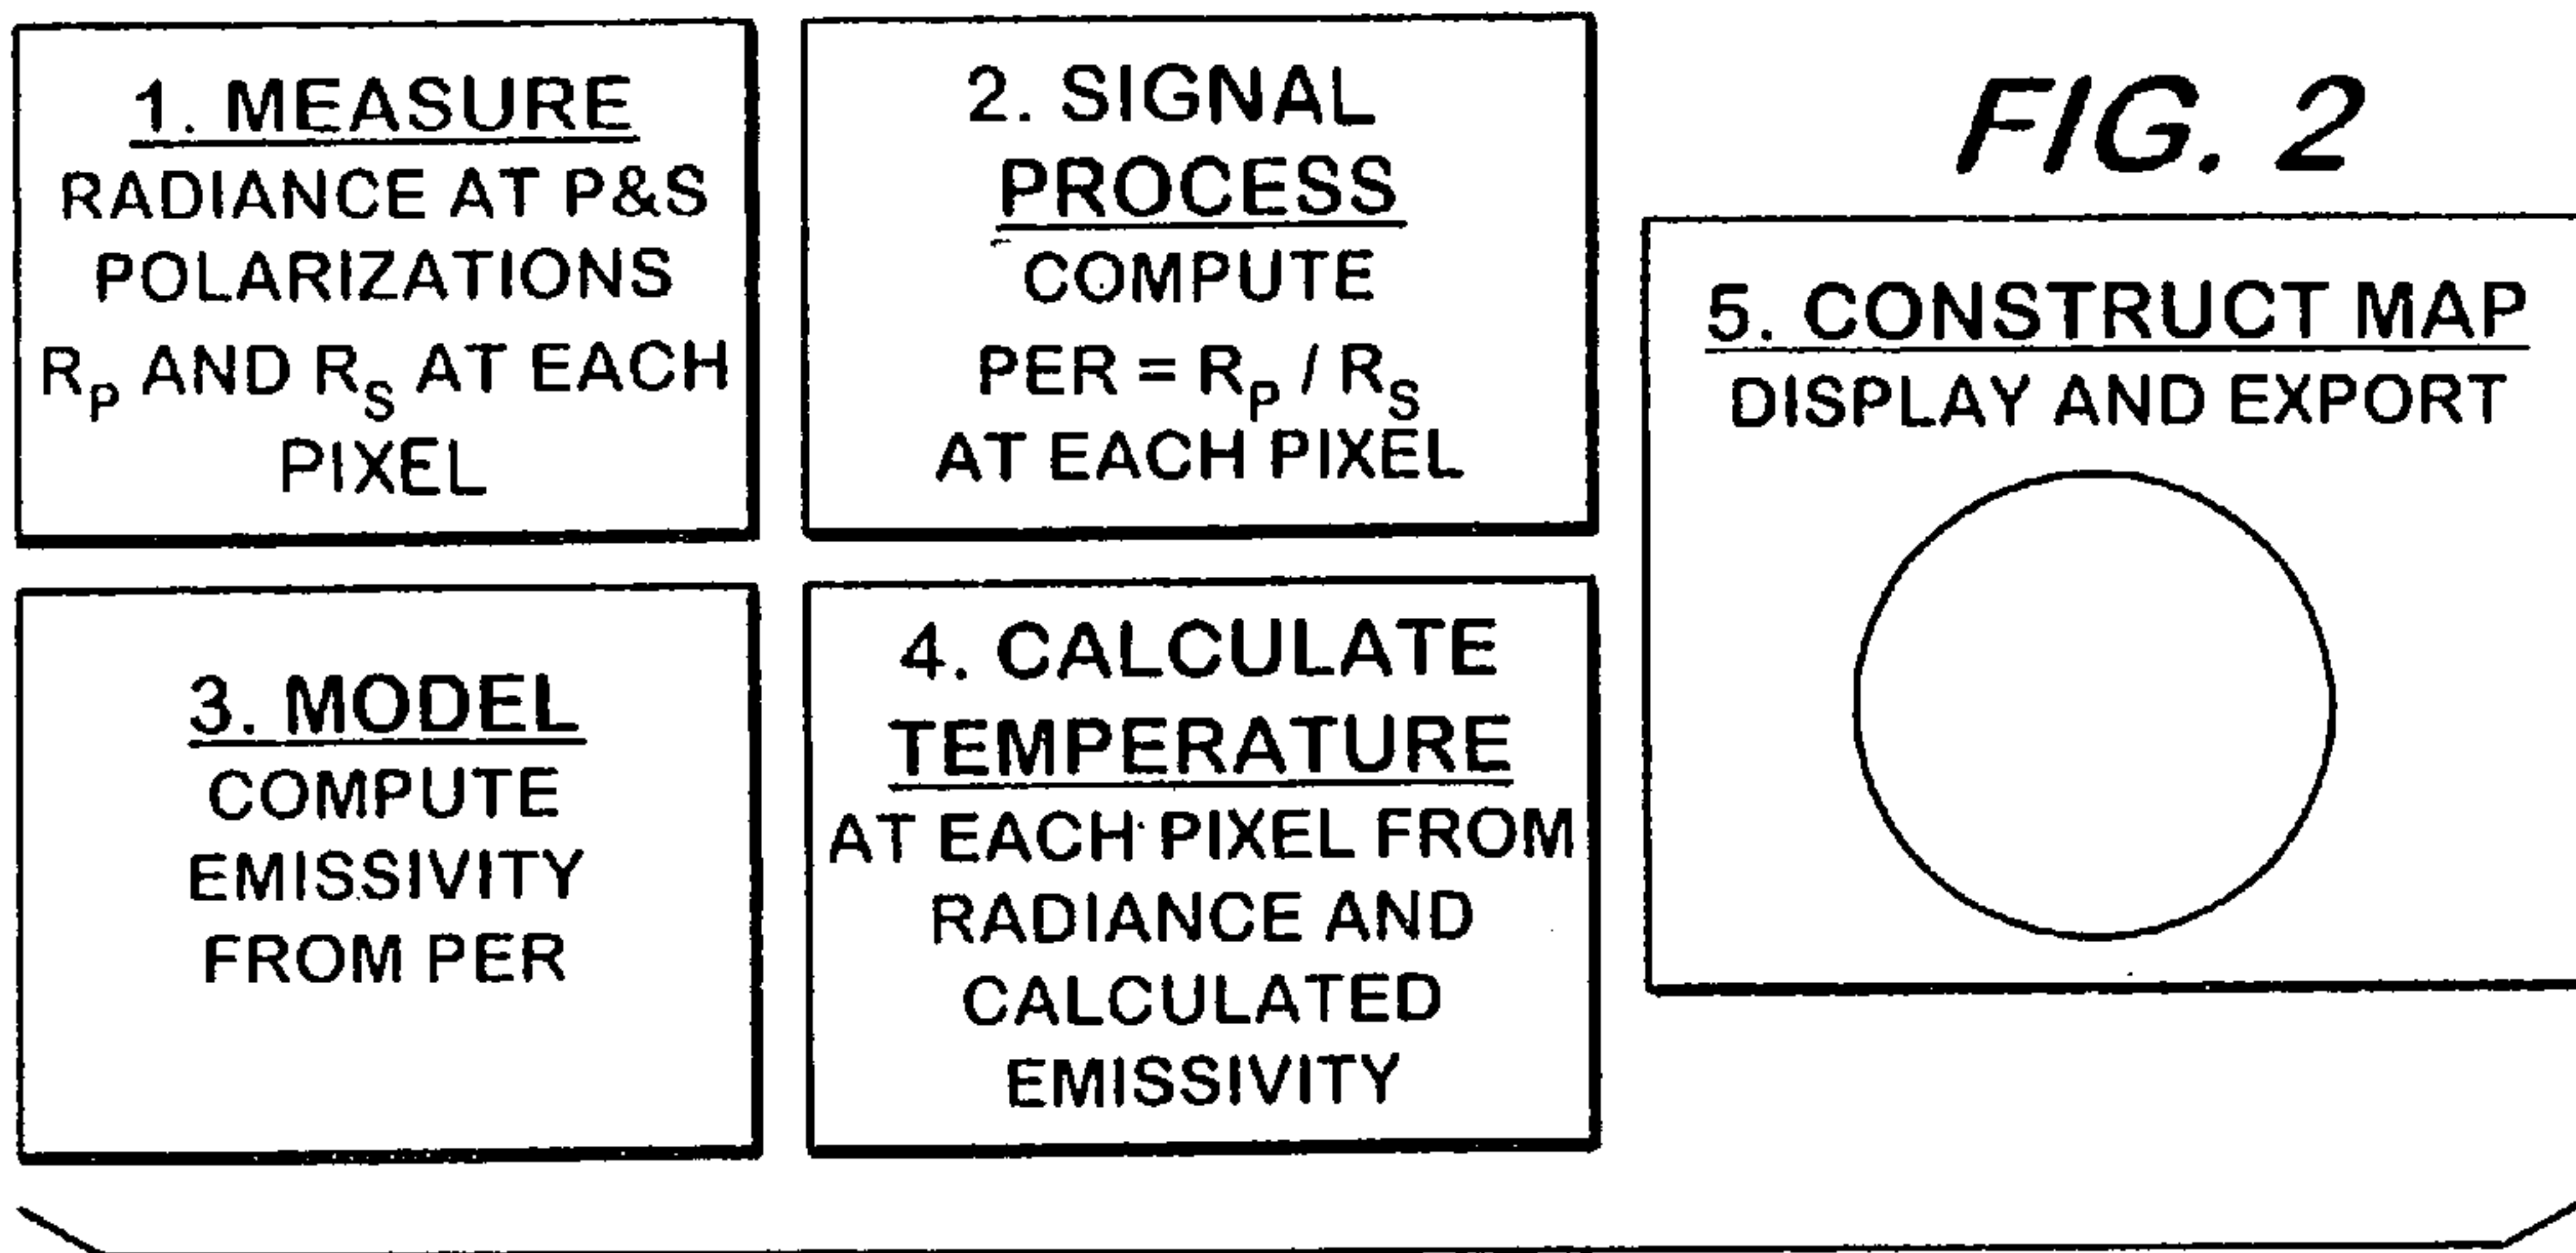 1. MEASURE
RADIANCE AT P&S
POLARIZATIONS
R_P AND R_S AT EACH
PIXEL
2. SIGNAL
PROCESS
COMPUTE
PER = R_P / R_S
AT EACH PIXEL
3. MODEL
COMPUTE
EMISSIVITY
FROM PER
4. CALCULATE
TEMPERATURE
AT EACH PIXEL FROM
RADIANCE AND
CALCULATED
EMISSIVITY
FIG. 2
5. CONSTRUCT MAP
DISPLAY AND EXPORT